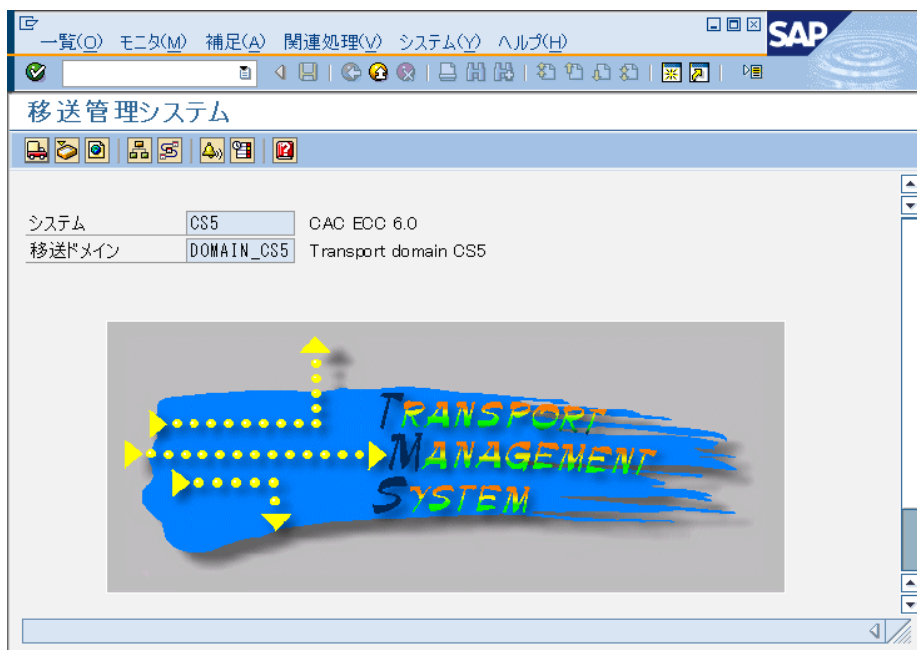 一覧(O) モニタ(M) 補足(A) 関連処理(V) システム(Y) ヘルプ(H)
SAP
移送管理システム
システム CS5 CAC ECC 6.0
移送ドメイン DOMAIN_CS5 Transport domain CS5
TRANSPORT
MANAGEMENT
SYSTEM